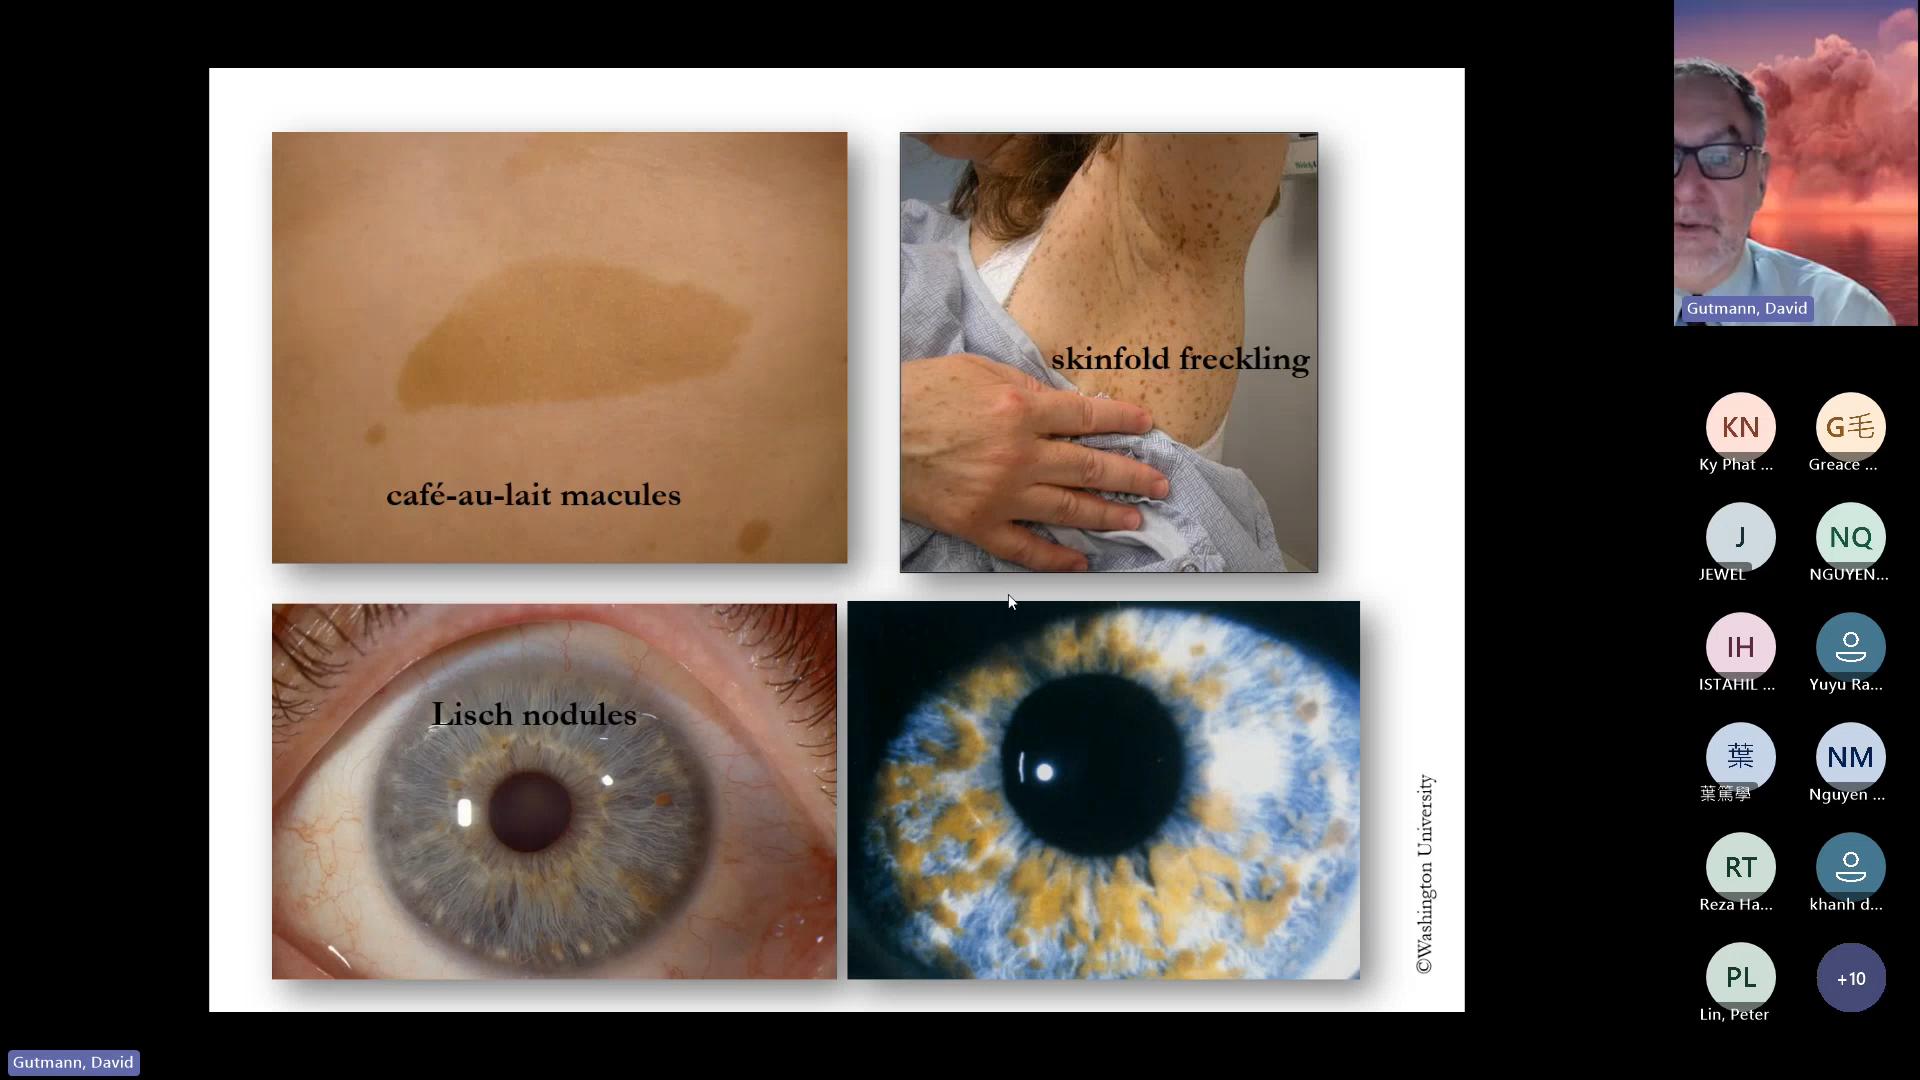 café-au-lait macules
skinfold freckling
Lisch nodules
©Washington University
Gutmann, David
KN
Ky Phat ...
G毛
Greace ...
J
JEWEL
NQ
NGUYEN...
IH
ISTAHIL ...
Yuyu Ra...
葉
葉篤學
NM
Nguyen ...
RT
Reza Ha...
khanh d...
PL
Lin, Peter
+10
Gutmann, David